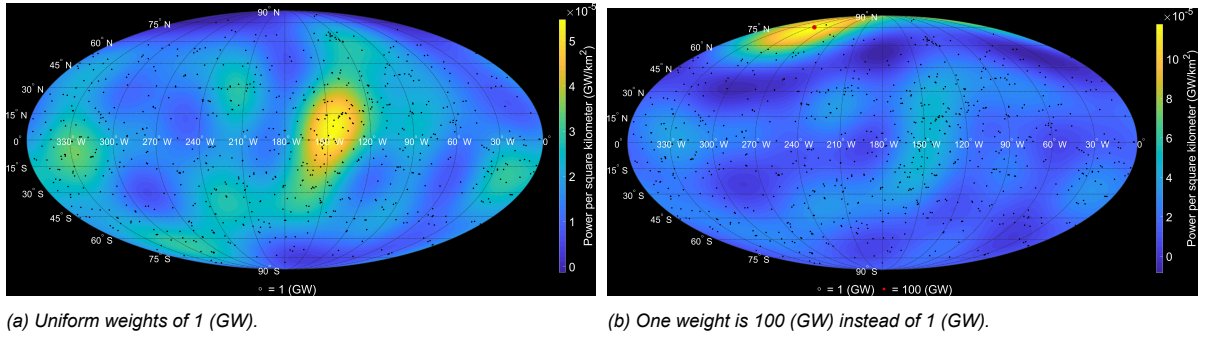 ×10⁻⁵
90° N
75° N
60° N
45° N
30° N
15° N
0°
330° W 300° W 270° W 240° W 210° W 180° W 150° W 120° W 90° W 60° W 30° W 0°
15° S
30° S
45° S
60° S
75° S
90° S
5
4
3
2
1
0
Power per square kilometer (GW/km²)
○ = 1 (GW)
(a) Uniform weights of 1 (GW).
×10⁻⁵
90° N
75° N
60° N
45° N
30° N
15° N
0°
330° W 300° W 270° W 240° W 210° W 180° W 150° W 120° W 90° W 60° W 30° W 0°
15° S
30° S
45° S
60° S
75° S
90° S
10
8
6
4
2
0
Power per square kilometer (GW/km²)
○ = 1 (GW) • = 100 (GW)
(b) One weight is 100 (GW) instead of 1 (GW).